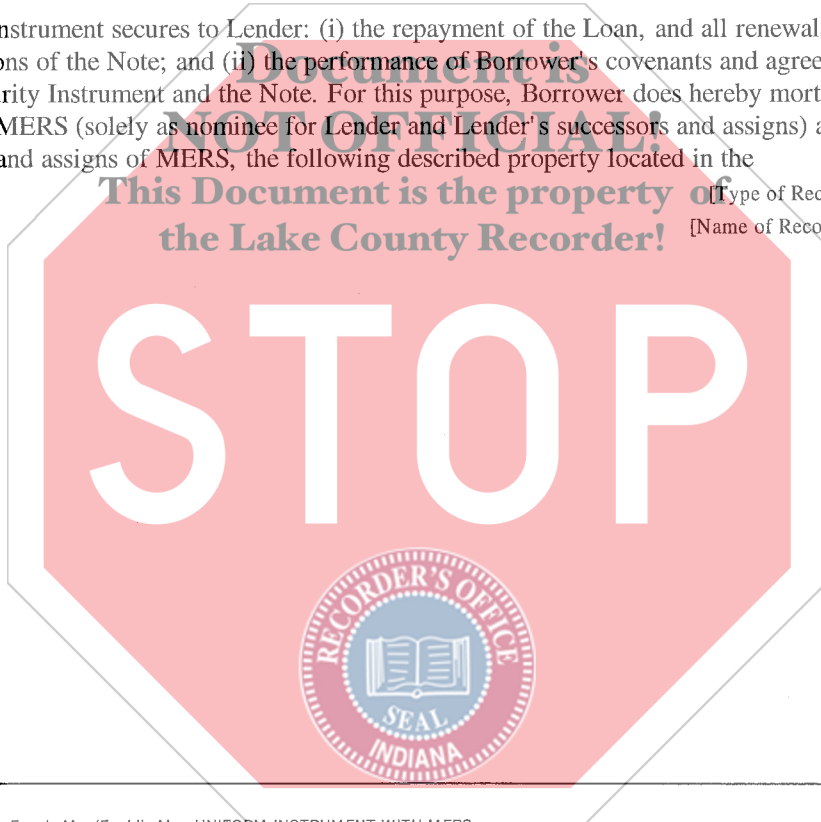 nstrument secures to Lender: (i) the repayment of the Loan, and all renewal
ons of the Note; and (ii) the performance of Borrower's covenants and agree
rity Instrument and the Note. For this purpose, Borrower does hereby mort
MERS (solely as nominee for Lender and Lender's successors and assigns) a
and assigns of MERS, the following described property located in the
[Type of Rec
[Name of Reco
Document is
NOT OFFICIAL!
This Document is the property of
the Lake County Recorder!
STOP
RECORDER'S OFFICE
SEAL
INDIANA
UNIFORM INSTRUMENT WITH MERS